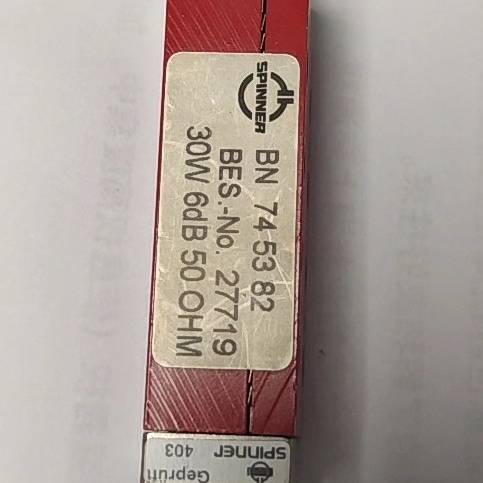 SPINNER
BN 74 53 82
BES.-No. 27719
30W 6dB 50 OHM
SPINNER
Geprüft
403